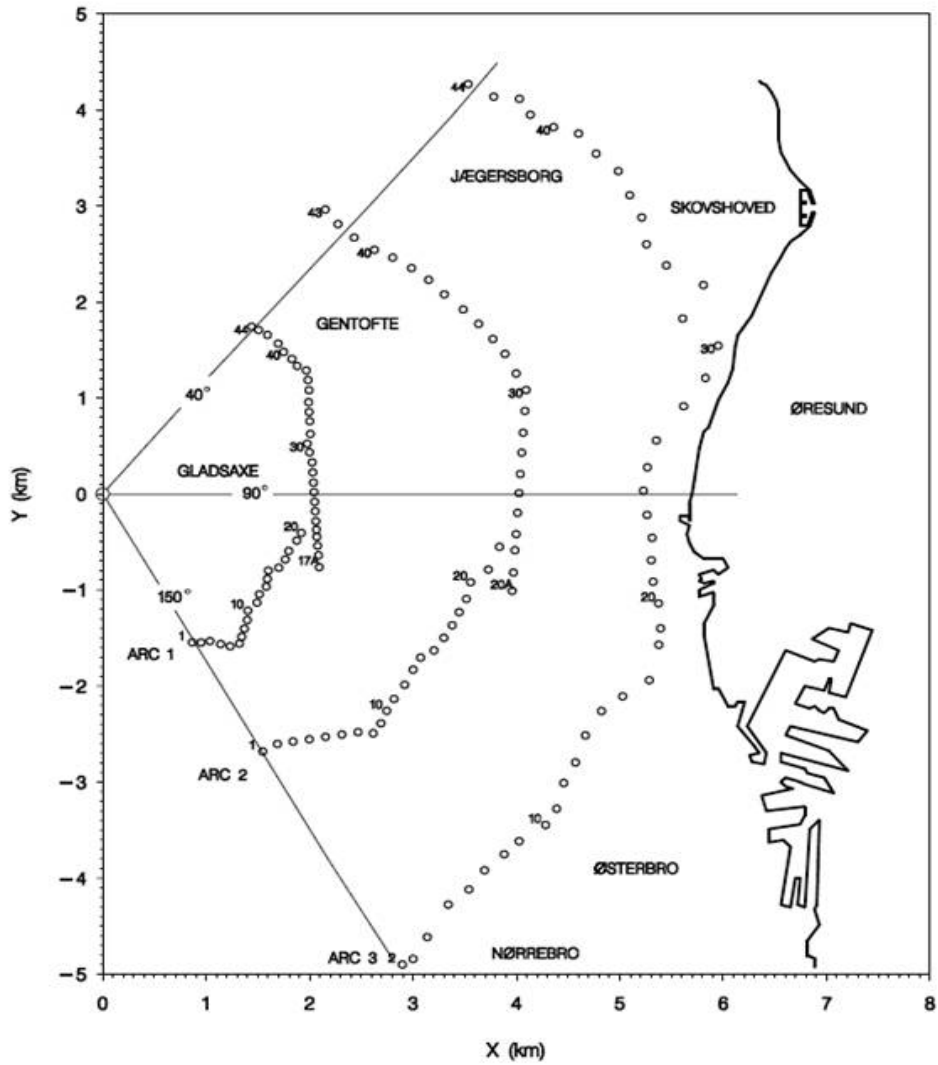 5
44
4
40
JÆGERSBORG
43
3
SKOVSHOVED
40
2
GENTOFTE
44
40
30
1
30
40°
ØRESUND
30
GLADSAXE
Y (km)
0
90°
20
17A
-1
20
20A
150°
20
10
1
ARC 1
-2
10
1
ARC 2
-3
10
-4
ØSTERBRO
ARC 3 2
NØRREBRO
-5
0 1 2 3 4 5 6 7 8
X (km)